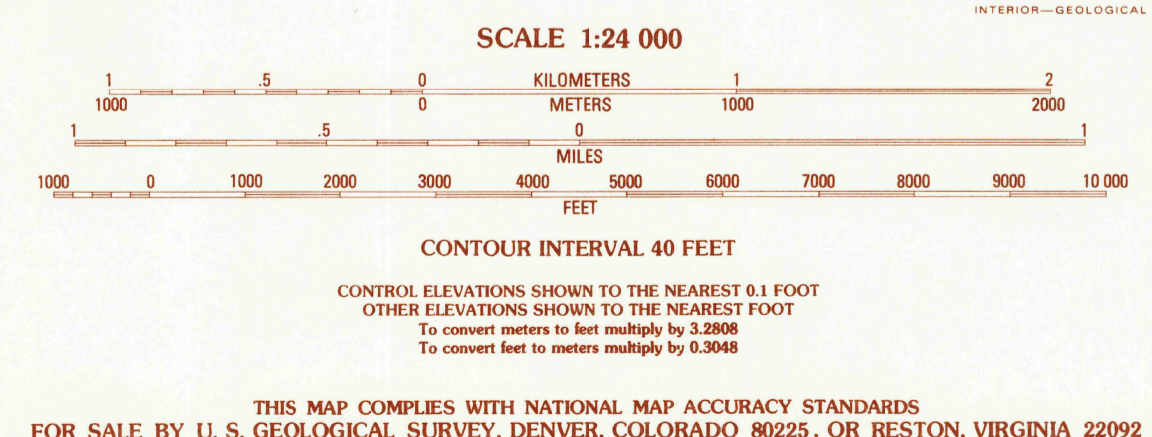 INTERIOR—GEOLOGICAL
SCALE 1:24 000
1 .5 0 KILOMETERS 1 2
1000 0 METERS 1000 2000
1 .5 0 1
MILES
1000 0 1000 2000 3000 4000 5000 6000 7000 8000 9000 10 000
FEET
CONTOUR INTERVAL 40 FEET
CONTROL ELEVATIONS SHOWN TO THE NEAREST 0.1 FOOT
OTHER ELEVATIONS SHOWN TO THE NEAREST FOOT
To convert meters to feet multiply by 3.2808
To convert feet to meters multiply by 0.3048
THIS MAP COMPLIES WITH NATIONAL MAP ACCURACY STANDARDS
FOR SALE BY U. S. GEOLOGICAL SURVEY, DENVER, COLORADO 80225, OR RESTON, VIRGINIA 22092